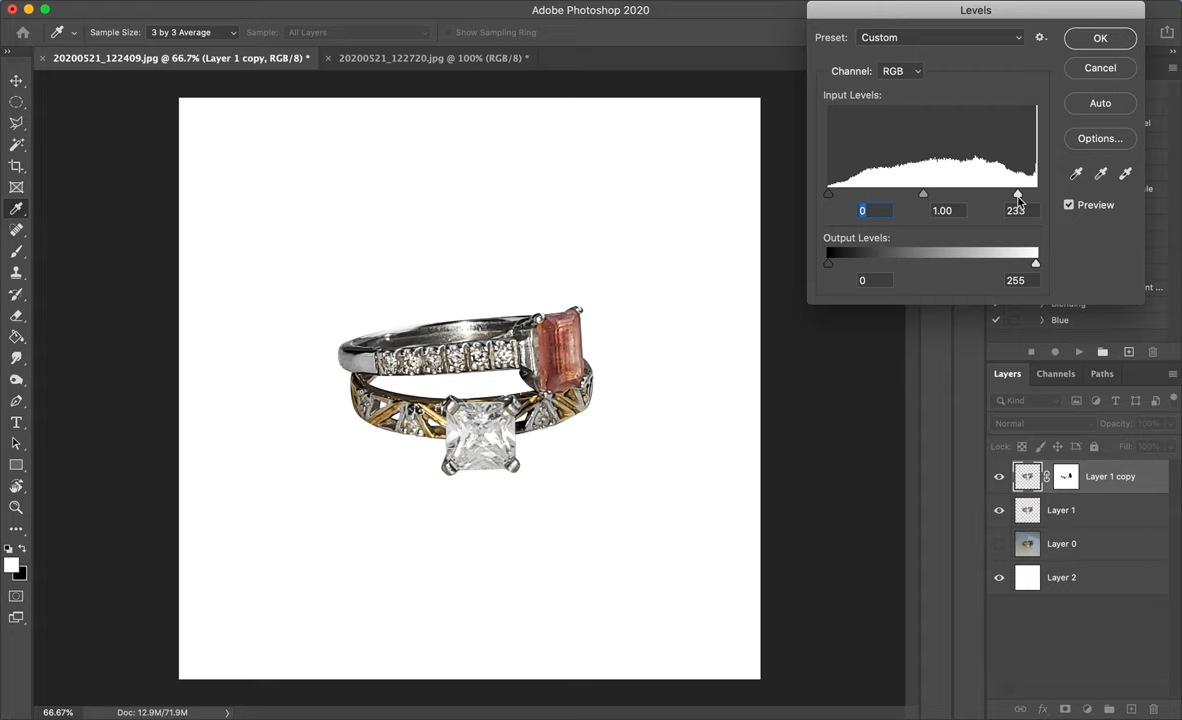 Adobe Photoshop 2020
Levels
Sample Size: 3 by 3 Average
Sample: All Layers
Show Sampling Ring
Preset: Custom
OK
× 20200521_122409.jpg @ 66.7% (Layer 1 copy, RGB/8) *
× 20200521_122720.jpg @ 100% (RGB/8) *
Cancel
Channel: RGB
Input Levels:
Auto
Options...
0
1.00
233
Preview
Output Levels:
0
255
Blue
Layers
Channels
Paths
Kind
Normal
Opacity: 100%
Lock:
Fill: 100%
Layer 1 copy
Layer 1
Layer 0
Layer 2
66.67%
Doc: 12.9M/71.9M
fx